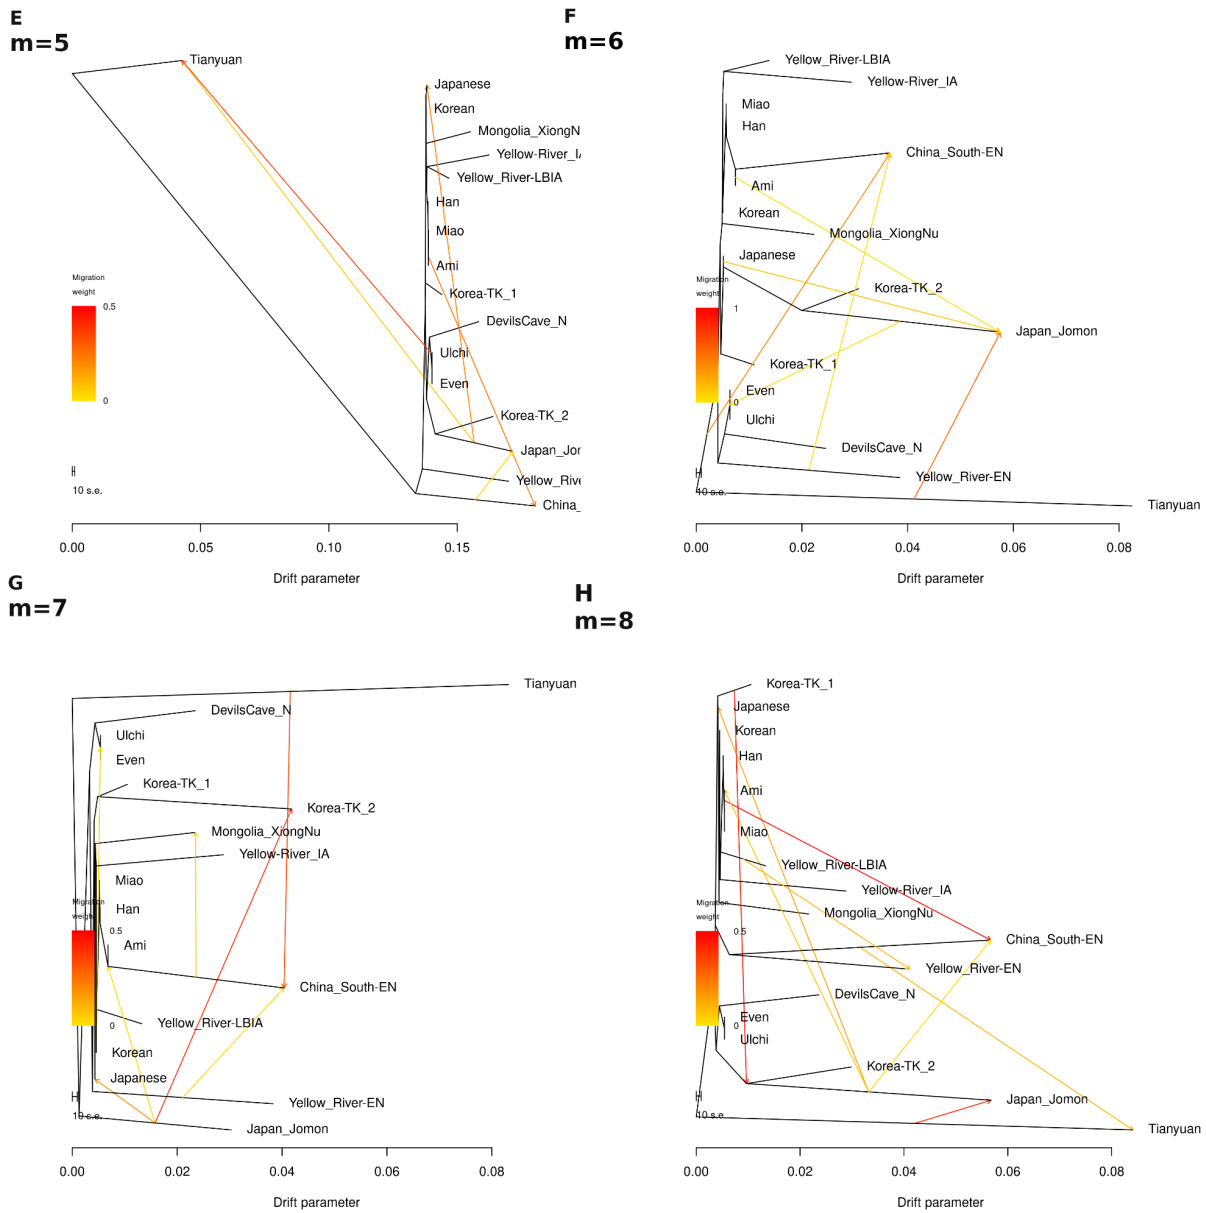 E
m=5
Tianyuan
Japanese
Korean
Mongolia_XiongN
Yellow-River_IA
Yellow_River-LBIA
Han
Miao
Ami
Korea-TK_1
DevilsCave_N
Ulchi
Even
Korea-TK_2
Japan_Jor
Yellow_Rive
China_
Migration
weight
0.5
0
10 s.e.
0.00 0.05 0.10 0.15
Drift parameter
F
m=6
Yellow_River-LBIA
Yellow-River_IA
Miao
Han
China_South-EN
Ami
Korean
Mongolia_XiongNu
Japanese
Korea-TK_2
Japan_Jomon
Korea-TK_1
Even
Ulchi
DevilsCave_N
Yellow_River-EN
Tianyuan
Migration
weight
1
0
10 s.e.
0.00 0.02 0.04 0.06 0.08
Drift parameter
G
m=7
Tianyuan
DevilsCave_N
Ulchi
Even
Korea-TK_1
Korea-TK_2
Mongolia_XiongNu
Yellow-River_IA
Miao
Han
Ami
China_South-EN
Yellow_River-LBIA
Korean
Japanese
Yellow_River-EN
Japan_Jomon
Migration
weight
0.5
0
10 s.e.
0.00 0.02 0.04 0.06 0.08
Drift parameter
H
m=8
Korea-TK_1
Japanese
Korean
Han
Ami
Miao
Yellow_River-LBIA
Yellow-River_IA
Mongolia_XiongNu
China_South-EN
Yellow_River-EN
DevilsCave_N
Even
Ulchi
Korea-TK_2
Japan_Jomon
Tianyuan
Migration
weight
0.5
0
10 s.e.
0.00 0.02 0.04 0.06 0.08
Drift parameter